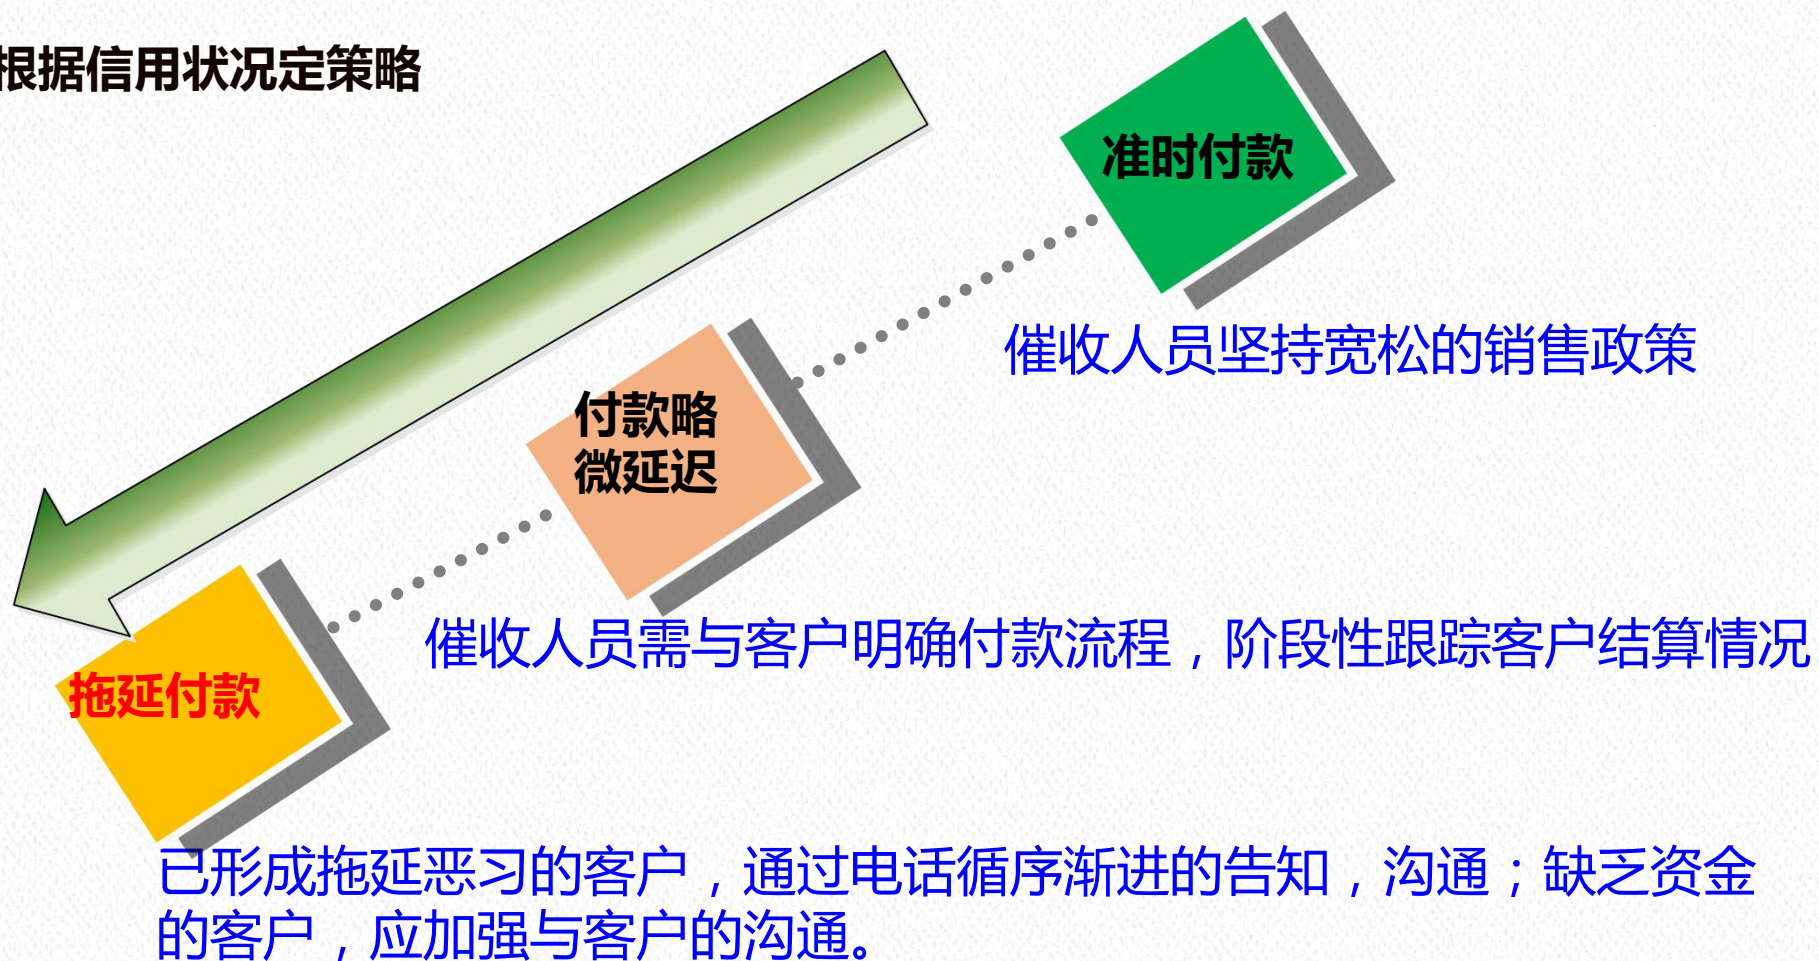 根据信用状况定策略
准时付款
催收人员坚持宽松的销售政策
付款略
微延迟
催收人员需与客户明确付款流程，阶段性跟踪客户结算情况
拖延付款
已形成拖延恶习的客户，通过电话循序渐进的告知，沟通；缺乏资金
的客户，应加强与客户的沟通。